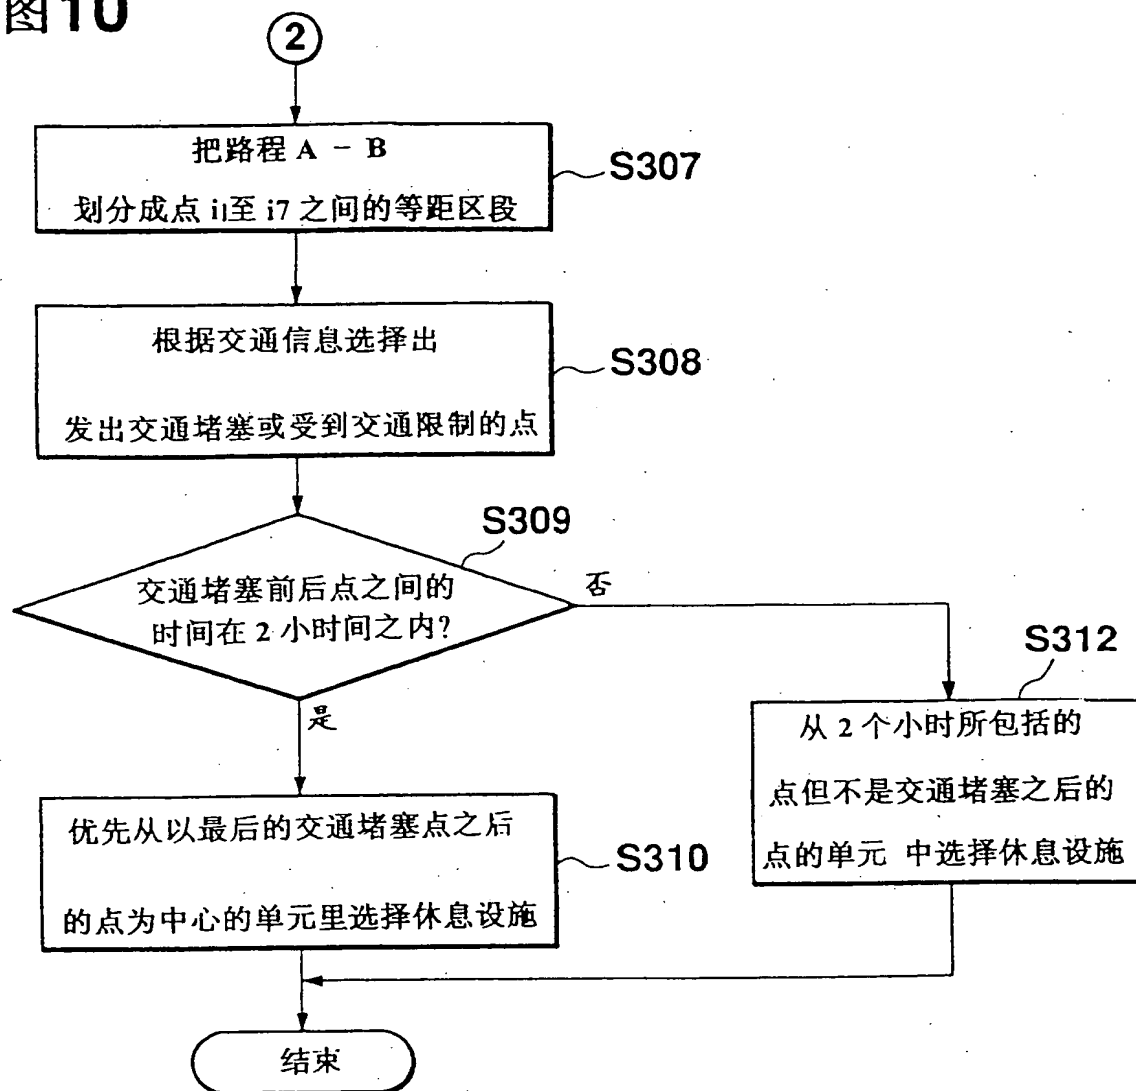 图10
2
把路程 A - B
划分成点 i1至 i7 之间的等距区段
S307
根据交通信息选择出
发出交通堵塞或受到交通限制的点
S308
S309
交通堵塞前后点之间的
时间在 2 小时间之内?
否
是
S312
从 2 个小时所包括的
点但不是交通堵塞之后的
点的单元 中选择休息设施
优先从以最后的交通堵塞点之后
的点为中心的单元里选择休息设施
S310
结束